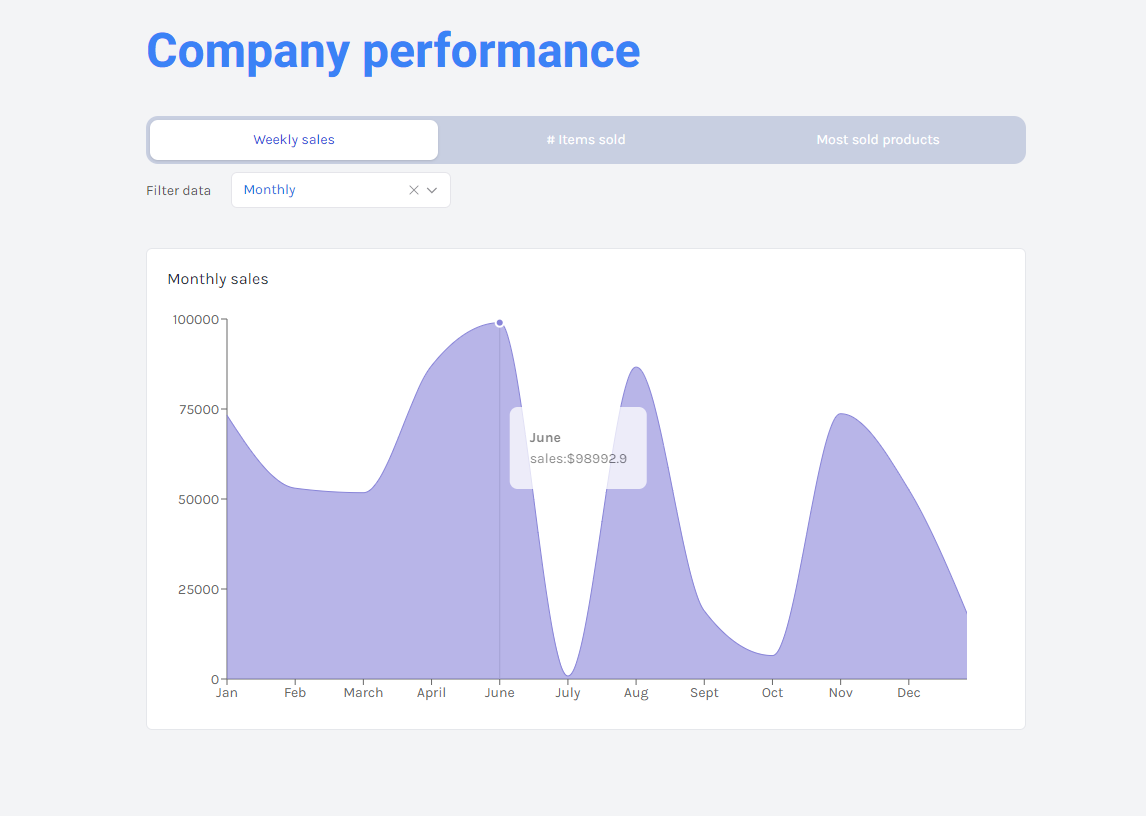 Company performance
Weekly sales # Items sold Most sold products
Filter data Monthly
Monthly sales
100000
75000
June
sales:$98992.9
50000
25000
0
Jan Feb March April June July Aug Sept Oct Nov Dec